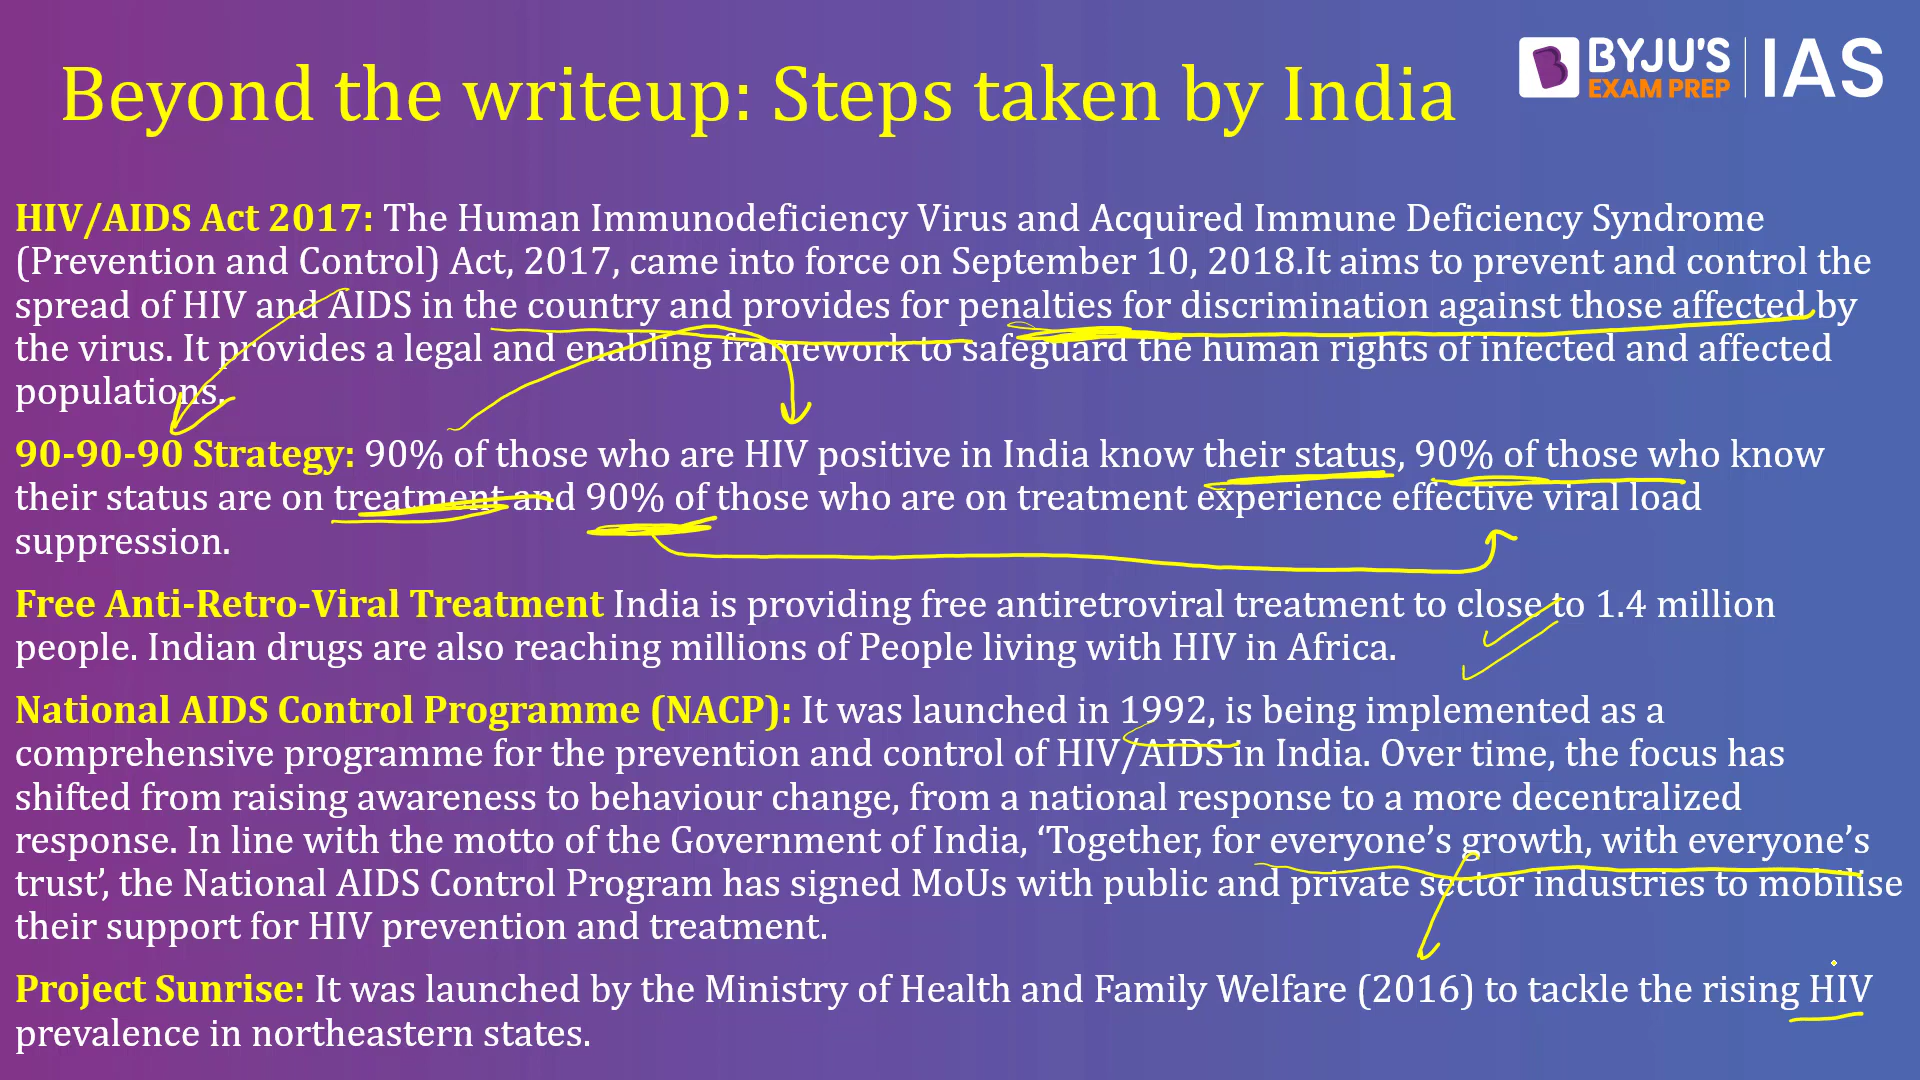 Beyond the writeup: Steps taken by India
BYJU'S
EXAM PREP
IAS
HIV/AIDS Act 2017: The Human Immunodeficiency Virus and Acquired Immune Deficiency Syndrome
(Prevention and Control) Act, 2017, came into force on September 10, 2018.It aims to prevent and control the
spread of HIV and AIDS in the country and provides for penalties for discrimination against those affected by
the virus. It provides a legal and enabling framework to safeguard the human rights of infected and affected
populations.
90-90-90 Strategy: 90% of those who are HIV positive in India know their status, 90% of those who know
their status are on treatment and 90% of those who are on treatment experience effective viral load
suppression.
Free Anti-Retro-Viral Treatment India is providing free antiretroviral treatment to close to 1.4 million
people. Indian drugs are also reaching millions of People living with HIV in Africa.
National AIDS Control Programme (NACP): It was launched in 1992, is being implemented as a
comprehensive programme for the prevention and control of HIV/AIDS in India. Over time, the focus has
shifted from raising awareness to behaviour change, from a national response to a more decentralized
response. In line with the motto of the Government of India, ‘Together, for everyone’s growth, with everyone’s
trust’, the National AIDS Control Program has signed MoUs with public and private sector industries to mobilise
their support for HIV prevention and treatment.
Project Sunrise: It was launched by the Ministry of Health and Family Welfare (2016) to tackle the rising HIV
prevalence in northeastern states.